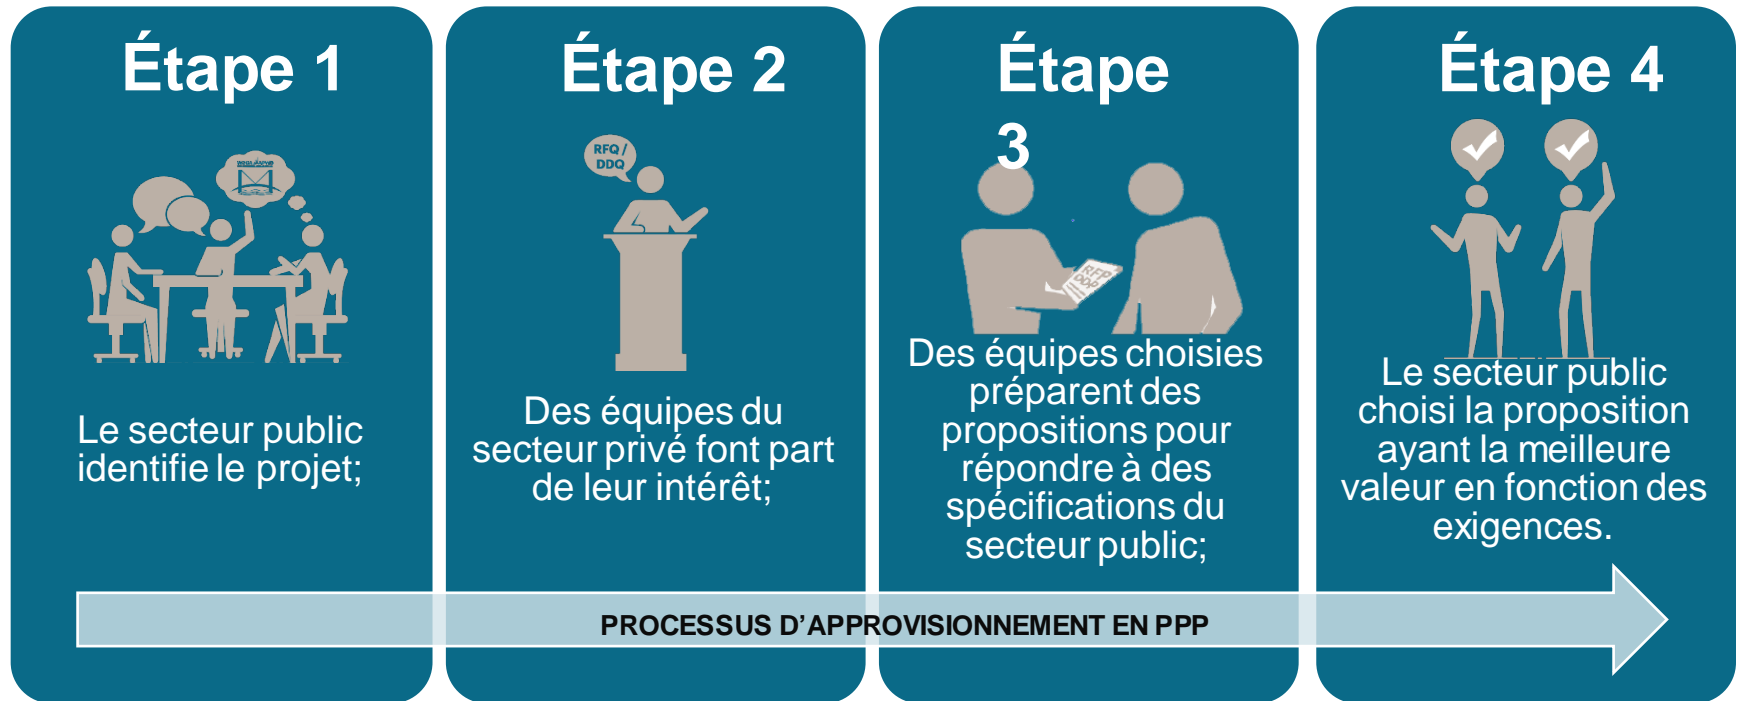 Étape 1
RFQ /
DDQ
Le secteur public
identifie le projet;
Étape 2
Des équipes du
secteur privé font part
de leur intérêt;
Étape
3
RFP
DDP
Des équipes choisies
préparent des
propositions pour
répondre à des
spécifications du
secteur public;
Étape 4
Le secteur public
choisi la proposition
ayant la meilleure
valeur en fonction des
exigences.
PROCESSUS D’APPROVISIONNEMENT EN PPP